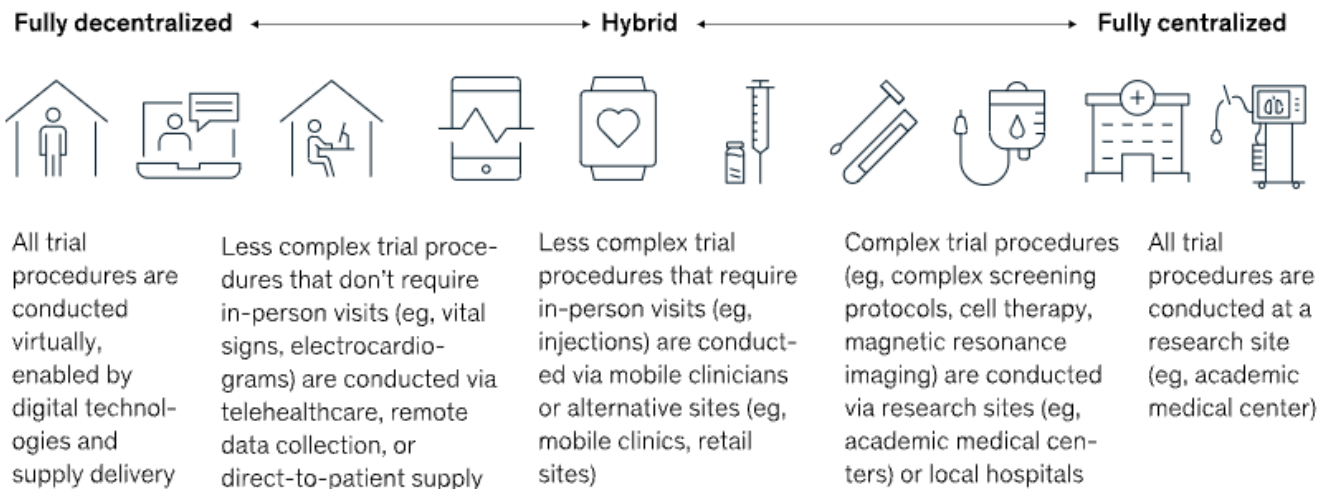 Fully decentralized
Hybrid
Fully centralized
All trial
procedures are
conducted
virtually,
enabled by
digital technol-
ogies and
supply delivery
Less complex trial proce-
dures that don't require
in-person visits (eg, vital
signs, electrocardio-
grams) are conducted via
telehealthcare, remote
data collection, or
direct-to-patient supply
Less complex trial
procedures that require
in-person visits (eg,
injections) are conduct-
ed via mobile clinicians
or alternative sites (eg,
mobile clinics, retail
sites)
Complex trial procedures
(eg, complex screening
protocols, cell therapy,
magnetic resonance
imaging) are conducted
via research sites (eg,
academic medical cen-
ters) or local hospitals
All trial
procedures are
conducted at a
research site
(eg, academic
medical center)